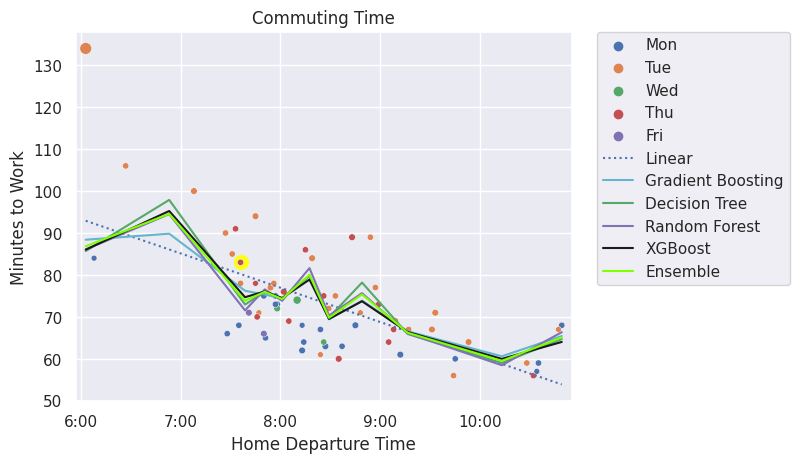 Commuting Time
Minutes to Work
130
120
110
100
90
80
70
60
50
6:00
7:00
8:00
9:00
10:00
Home Departure Time
Mon
Tue
Wed
Thu
Fri
Linear
Gradient Boosting
Decision Tree
Random Forest
XGBoost
Ensemble